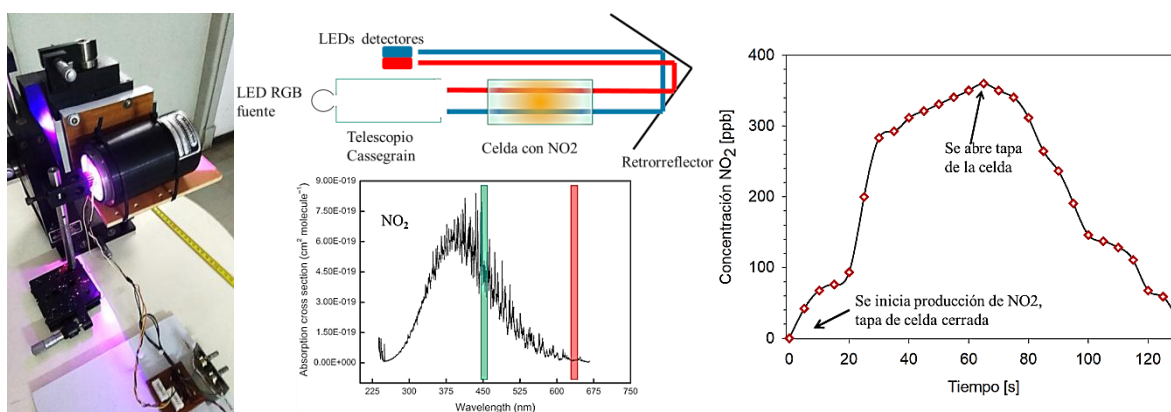 LEDs detectores
LED RGB
fuente
Telescopio
Cassegrain
Celda con NO2
Retrorreflector
9.00E-019
7.50E-019
6.00E-019
4.50E-019
3.00E-019
1.50E-019
0.00E+000
NO₂
225 300 375 450 525 600 675 750
Wavelength (nm)
Absorption cross section (cm² molecule⁻¹)
400
300
200
100
0
Concentración NO₂ [ppb]
Se abre tapa
de la celda
Se inicia producción de NO2,
tapa de celda cerrada
0 20 40 60 80 100 120
Tiempo [s]